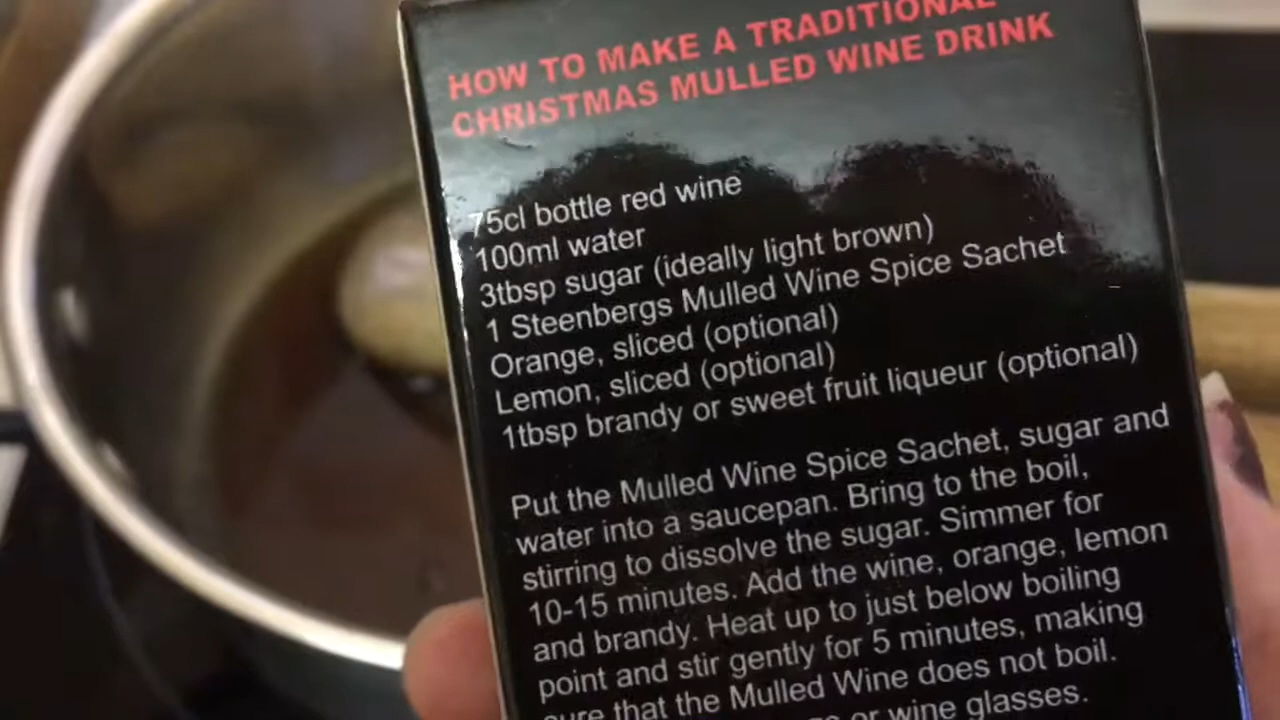 HOW TO MAKE A TRADITIONAL
CHRISTMAS MULLED WINE DRINK
75cl bottle red wine
100ml water
3tbsp sugar (ideally light brown)
1 Steenbergs Mulled Wine Spice Sachet
Orange, sliced (optional)
Lemon, sliced (optional)
1tbsp brandy or sweet fruit liqueur (optional)
Put the Mulled Wine Spice Sachet, sugar and
water into a saucepan. Bring to the boil,
stirring to dissolve the sugar. Simmer for
10-15 minutes. Add the wine, orange, lemon
and brandy. Heat up to just below boiling
point and stir gently for 5 minutes, making
sure that the Mulled Wine does not boil.
or wine glasses.